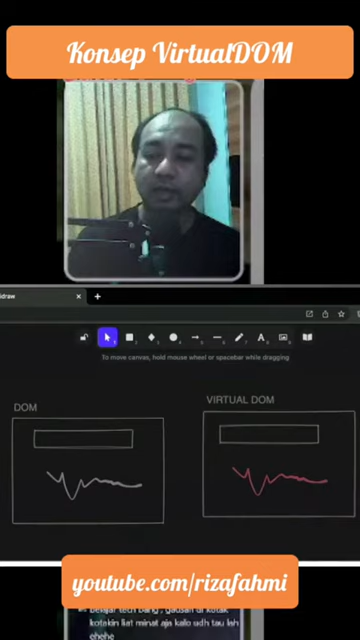 Konsep VirtualDOM
To move canvas, hold mouse wheel or spacebar while dragging
DOM
VIRTUAL DOM
youtube.com/rizafahmi
belajar tech bang, gausah di kotak
kotakin liat minat aja kalo udh tau lah
ehehe